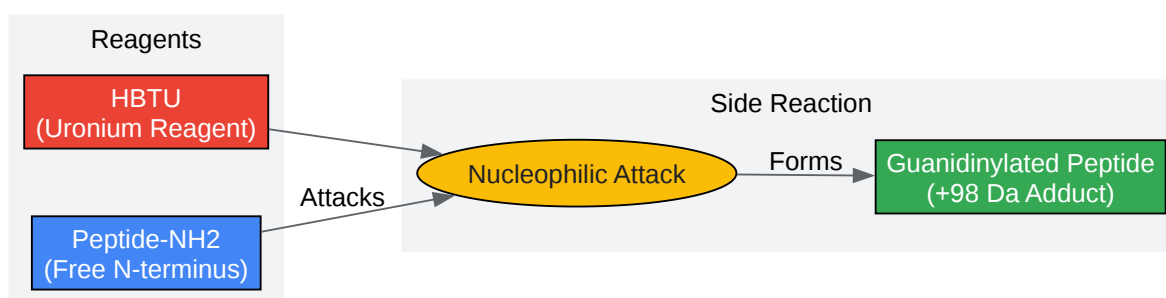 Reagents
HBTU
(Uronium Reagent)
Peptide-NH2
(Free N-terminus)
Attacks
Side Reaction
Nucleophilic Attack
Forms
Guanidinylated Peptide
(+98 Da Adduct)